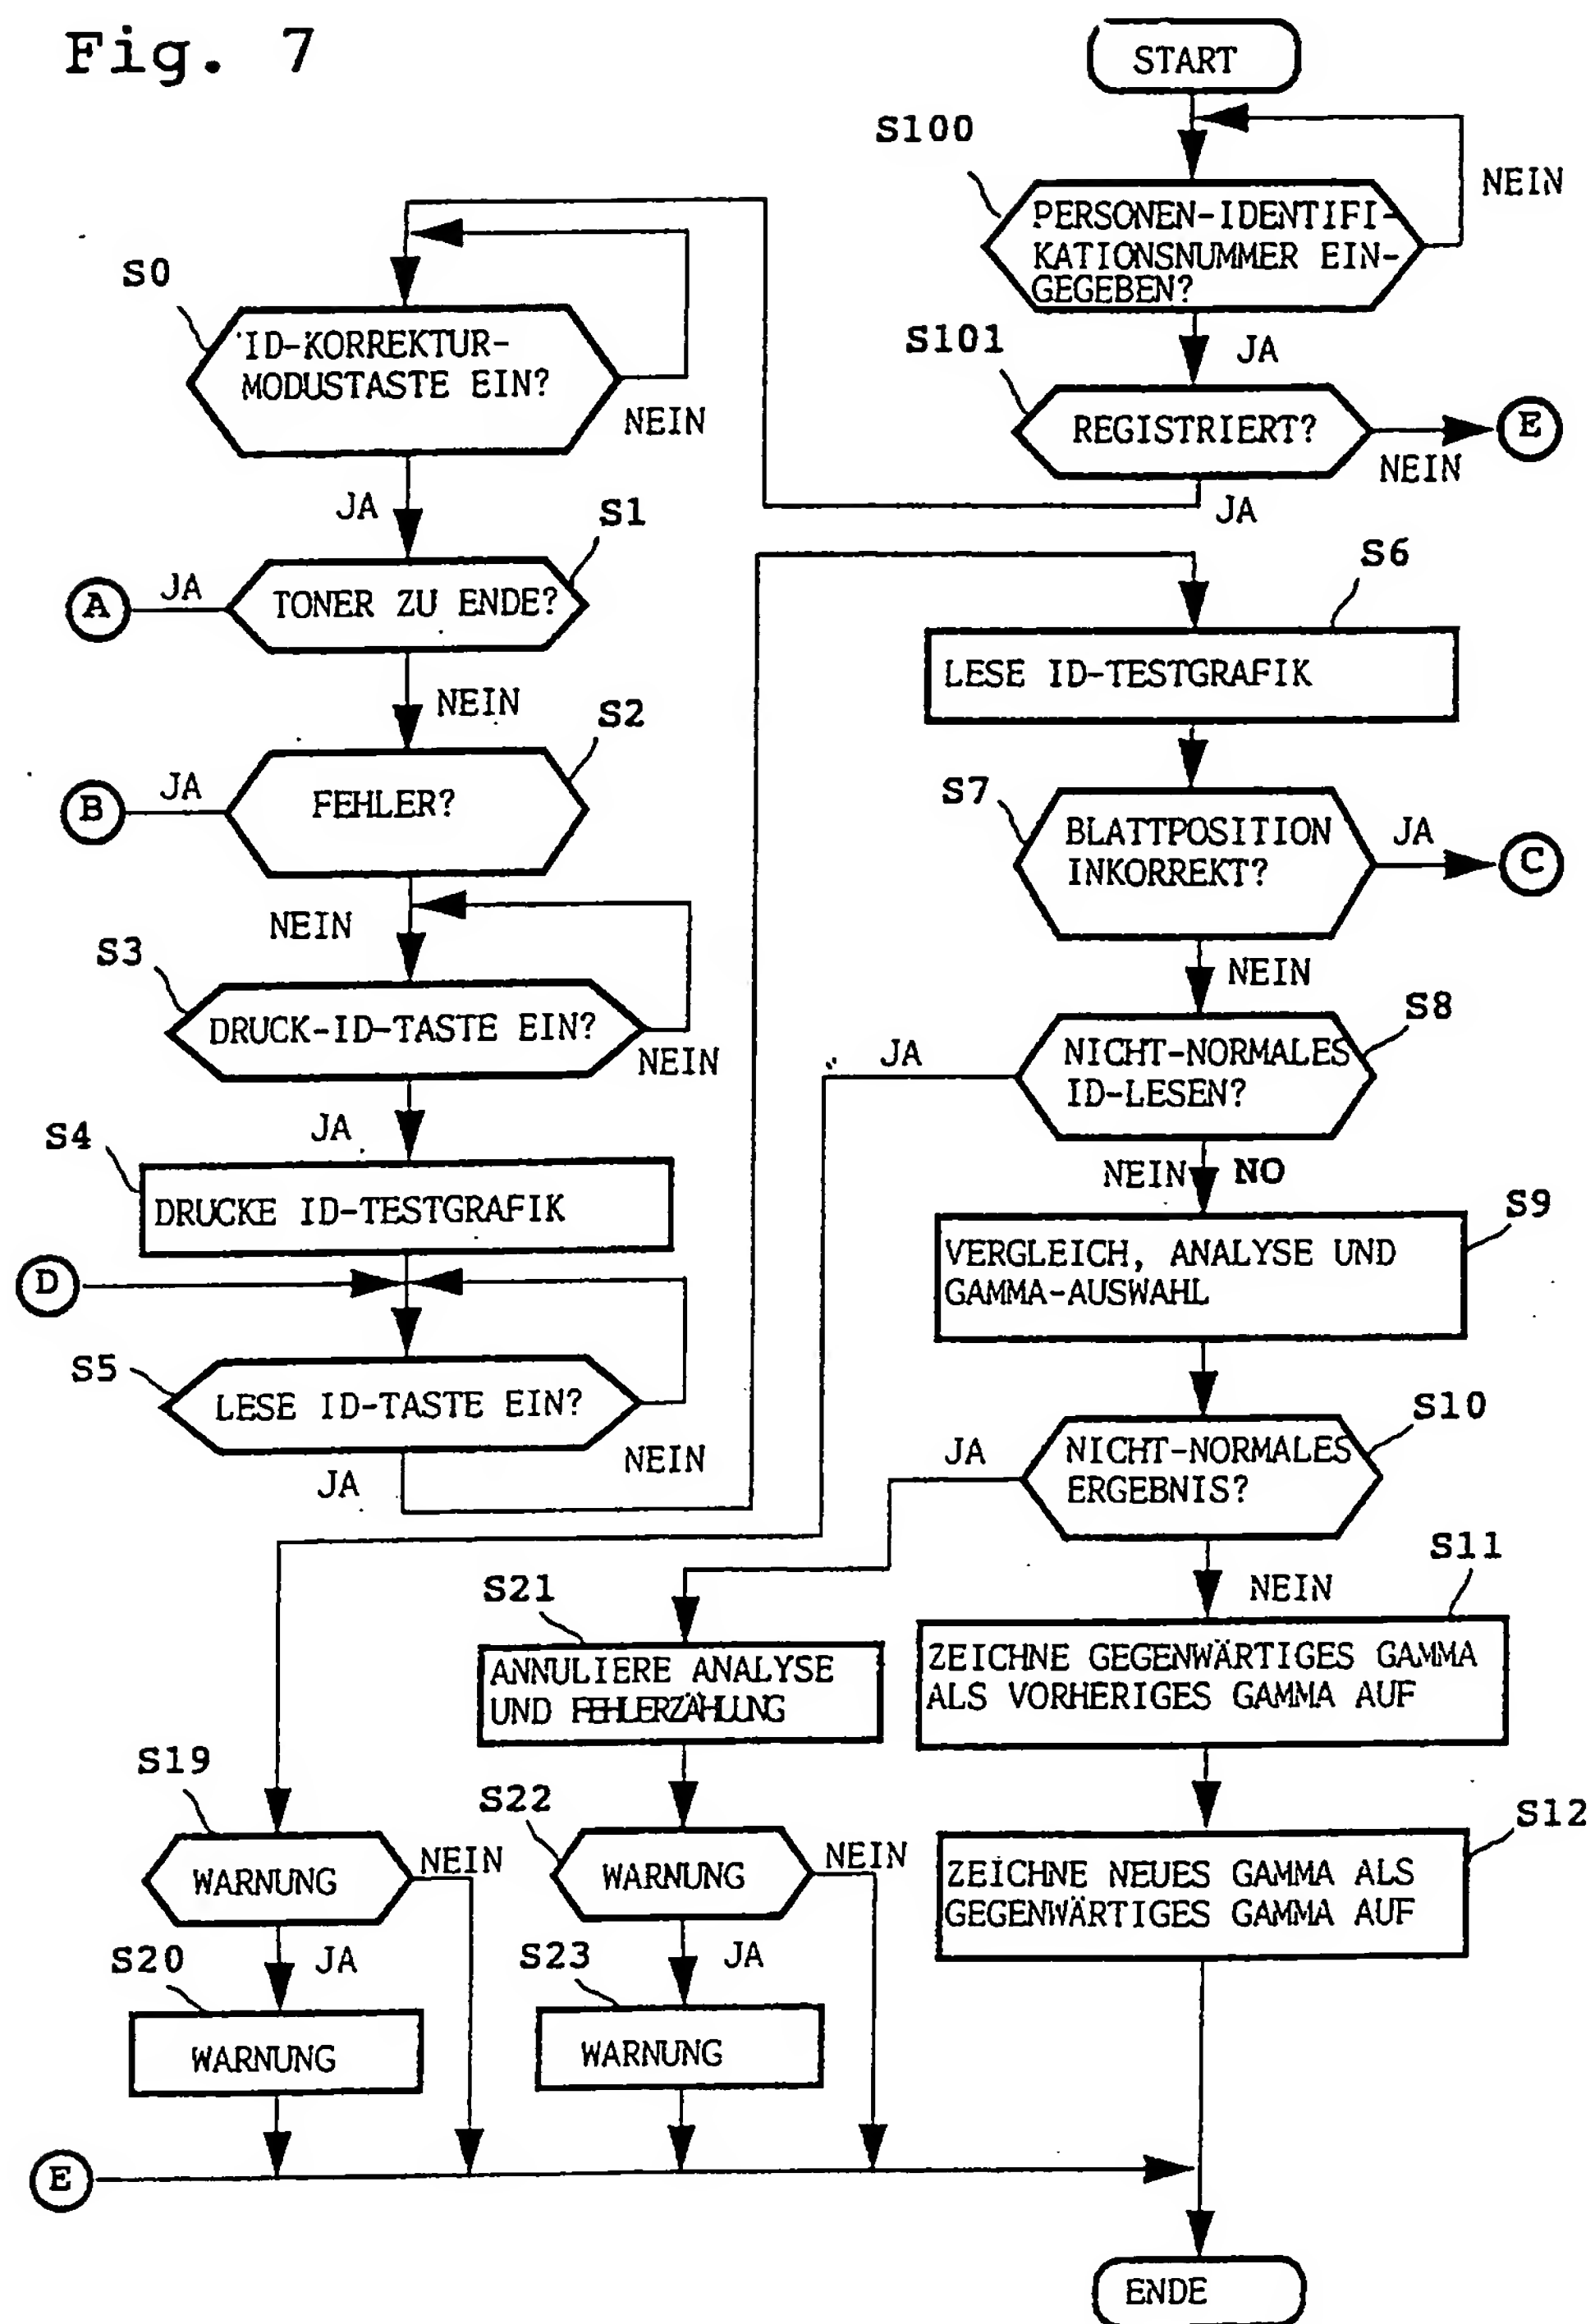 Fig. 7
START
S100
PERSONEN-IDENTIFI-
KATIONSNUMMER EIN-
GEGEBEN?
NEIN
JA
S101
REGISTRIERT?
NEIN
E
JA
S0
ID-KORREKTUR-
MODUSTASTE EIN?
NEIN
JA
S1
A
JA
TONER ZU ENDE?
NEIN
S2
B
JA
FEHLER?
NEIN
S3
DRUCK-ID-TASTE EIN?
NEIN
JA
S4
DRUCKE ID-TESTGRAFIK
D
S5
LESE ID-TASTE EIN?
NEIN
JA
S6
LESE ID-TESTGRAFIK
S7
BLATTPOSITION
INKORREKT?
JA
C
NEIN
S8
JA
NICHT-NORMALES
ID-LESEN?
NEIN NO
S9
VERGLEICH, ANALYSE UND
GAMMA-AUSWAHL
S10
JA
NICHT-NORMALES
ERGEBNIS?
NEIN
S11
ZEICHNE GEGENWÄRTIGES GAMMA
ALS VORHERIGES GAMMA AUF
S12
ZEICHNE NEUES GAMMA ALS
GEGENWÄRTIGES GAMMA AUF
S21
ANNULIERE ANALYSE
UND FEHLERZÄHLUNG
S19
WARNUNG
NEIN
JA
S20
WARNUNG
S22
WARNUNG
NEIN
JA
S23
WARNUNG
E
ENDE